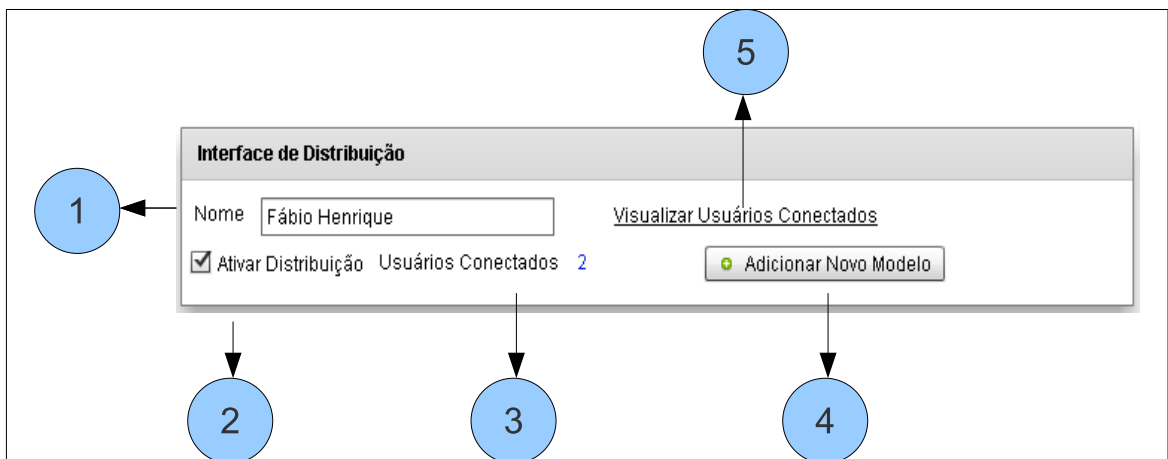 5
Interface de Distribuição
1
Nome Fábio Henrique Visualizar Usuários Conectados
Ativar Distribuição Usuários Conectados 2 Adicionar Novo Modelo
2 3 4